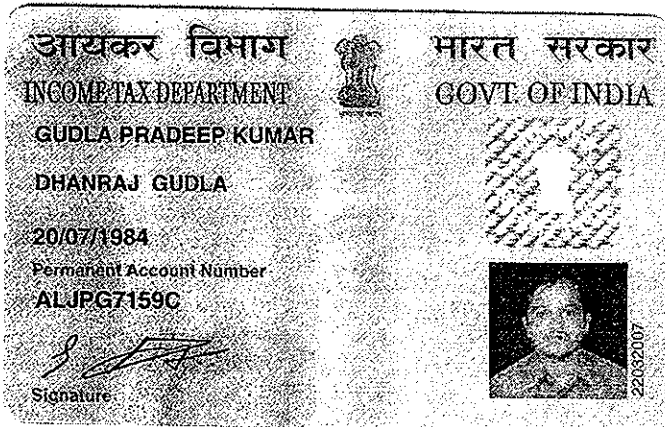 आयकर विभाग
भारत सरकार
INCOME TAX DEPARTMENT
GOVT. OF INDIA
GUDLA PRADEEP KUMAR
DHANRAJ GUDLA
20/07/1984
Permanent Account Number
ALJPG7159C
Signature
22032007